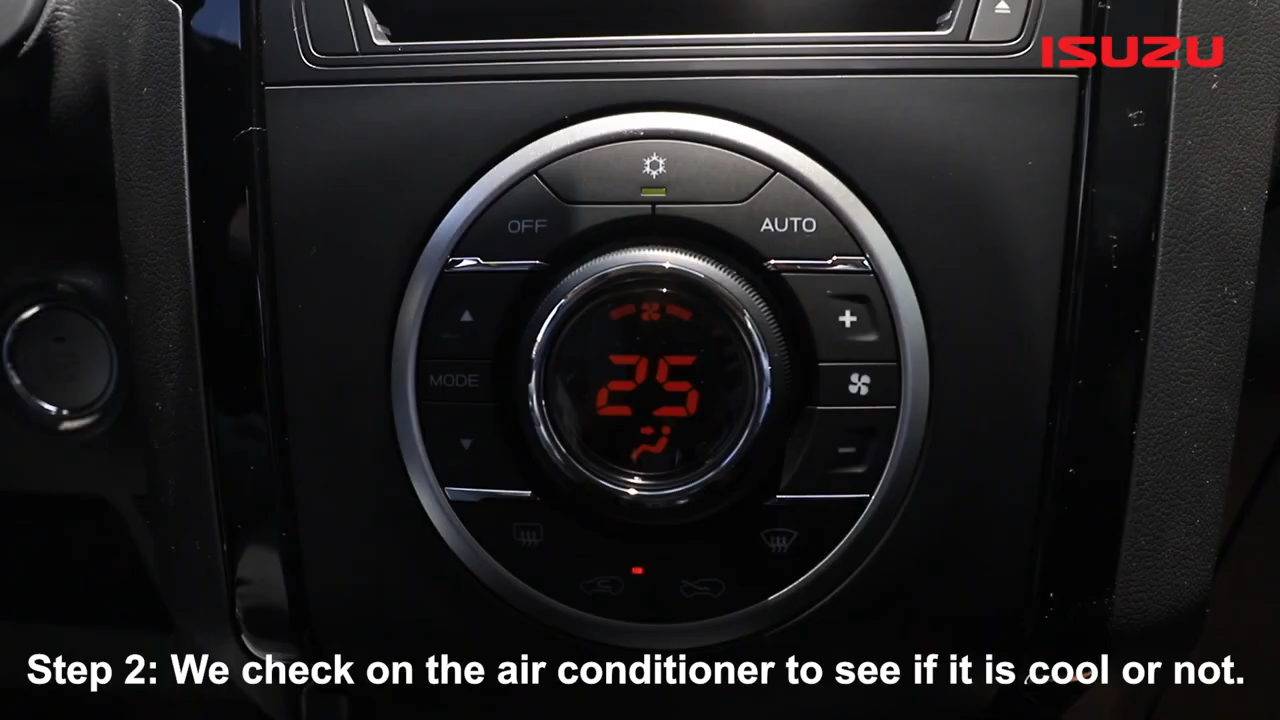 ISUZU
OFF
AUTO
+
25
MODE
-
Step 2: We check on the air conditioner to see if it is cool or not.